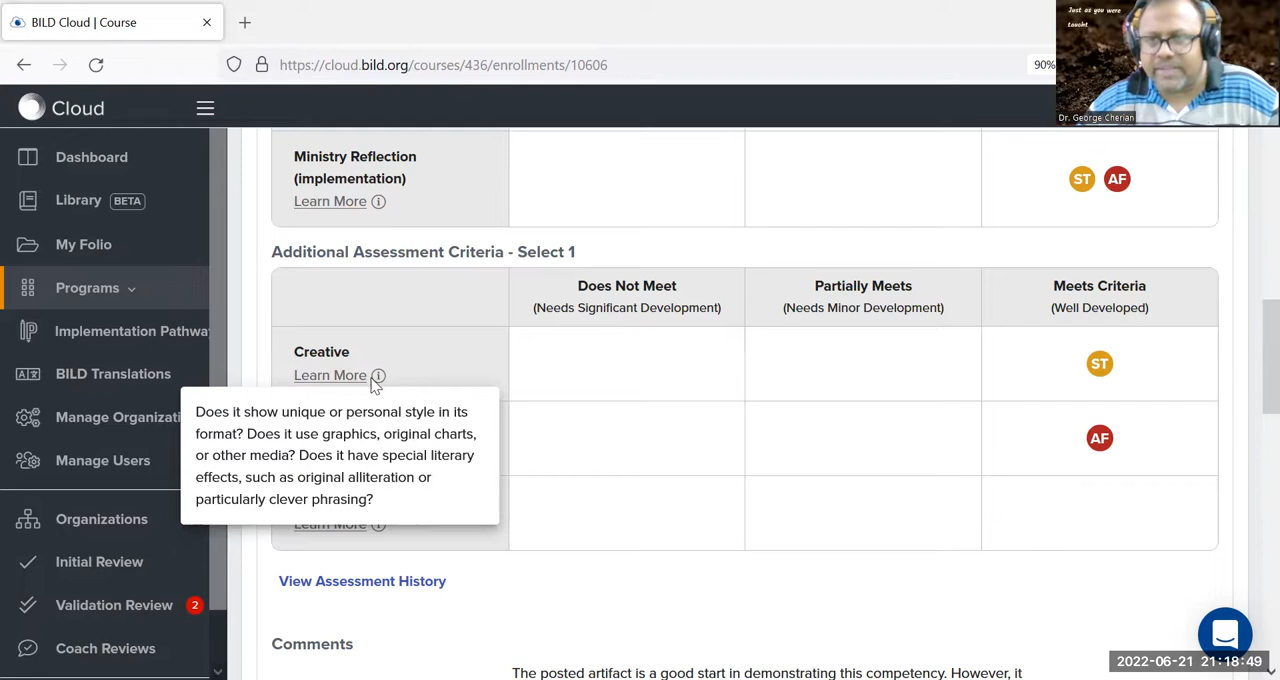 BILD Cloud | Course
Just as you were
taught
https://cloud.bild.org/courses/436/enrollments/10606
90%
Dr. George Cherian
Cloud
Dashboard
Library BETA
My Folio
Programs
Implementation Pathwa
BILD Translations
Manage Organizati
Manage Users
Organizations
Initial Review
Validation Review 2
Coach Reviews
Ministry Reflection
(implementation)
Learn More
ST AF
Additional Assessment Criteria - Select 1
Does Not Meet
(Needs Significant Development)
Partially Meets
(Needs Minor Development)
Meets Criteria
(Well Developed)
Creative
Learn More
ST
Does it show unique or personal style in its
format? Does it use graphics, original charts,
or other media? Does it have special literary
effects, such as original alliteration or
particularly clever phrasing?
AF
Learn More
View Assessment History
Comments
The posted artifact is a good start in demonstrating this competency. However, it
2022-06-21 21:18:49